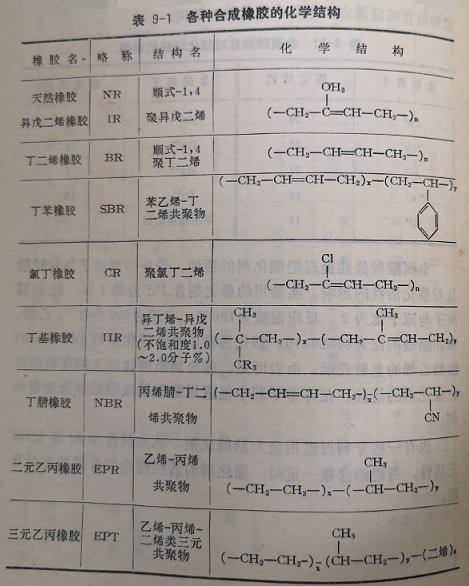 表 9-1 各种合成橡胶的化学结构
橡胶名 略称 结构名 化学结构
天然橡胶 NR 顺式-1,4 OH₃
异戊二烯橡胶 IR 聚异戊二烯 (—CH₂—C═CH—CH₂—)ₙ
丁二烯橡胶 BR 顺式-1,4 (—CH₂—CH═CH—CH₂—)ₙ
聚丁二烯
丁苯橡胶 SBR 苯乙烯-丁 (—CH₂—CH═CH—CH₂)ₓ—(CH₂—CH—)ᵧ
二烯共聚物
氯丁橡胶 CR 聚氯丁二烯 Cl
(—CH₂—C═CH—CH₂—)ₙ
丁基橡胶 IIR 异丁烯-异戊 CH₃ CH₃
二烯共聚物 (—C—CH₂—)ₓ—(—CH₂—C═CH—CH₂)ᵧ
(不饱和度1.0
~2.0分子%) CR₃
丁腈橡胶 NBR 丙烯腈-丁二 (—CH₂—CH═CH—CH₂—)ₓ—(—CH₂—CH—)ᵧ
烯共聚物 CN
二元乙丙橡胶 EPR 乙烯-丙烯 CH₃
共聚物 (—CH₂—CH₂—)ₓ—(CH—CH₂—)ᵧ
三元乙丙橡胶 EPT 乙烯-丙烯- CH₃
二烯类三元
共聚物 (—CH₂—CH₂—)ₓ—(CH—CH₂—)ᵧ—(二烯)ₓ